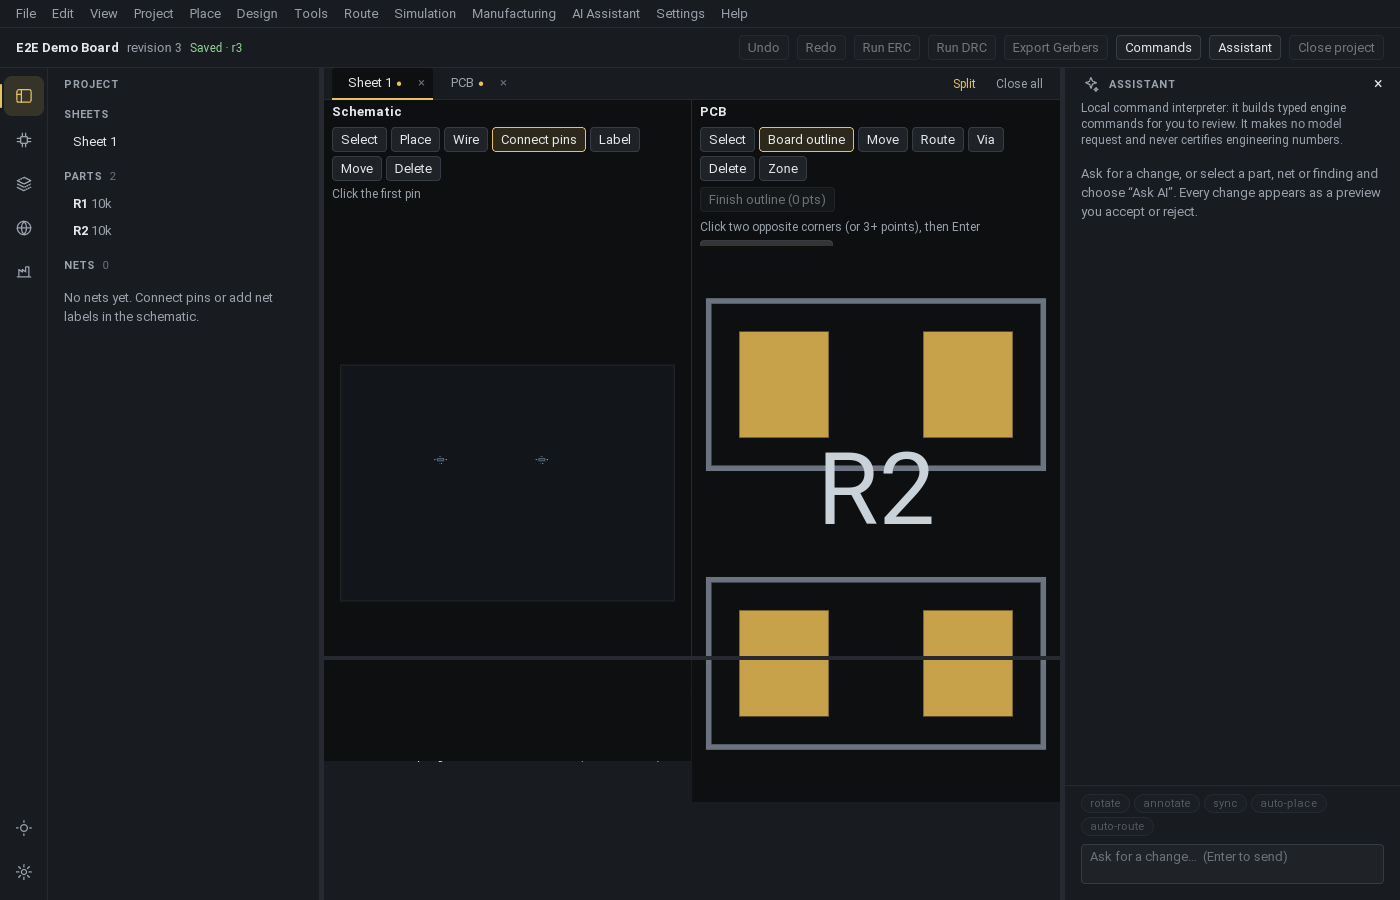 File Edit View Project Place Design Tools Route Simulation Manufacturing AI Assistant Settings Help
E2E Demo Board revision 3 Saved · r3 Undo Redo Run ERC Run DRC Export Gerbers Commands Assistant Close project
PROJECT
SHEETS
Sheet 1
PARTS 2
R1 10k
R2 10k
NETS 0
No nets yet. Connect pins or add net
labels in the schematic.
Sheet 1 • × PCB • × Split Close all
Schematic
Select Place Wire Connect pins Label
Move Delete
Click the first pin
PCB
Select Board outline Move Route Via
Delete Zone
Finish outline (0 pts)
Click two opposite corners (or 3+ points), then Enter
R2
ASSISTANT ×
Local command interpreter: it builds typed engine
commands for you to review. It makes no model
request and never certifies engineering numbers.
Ask for a change, or select a part, net or finding and
choose “Ask AI”. Every change appears as a preview
you accept or reject.
rotate annotate sync auto-place
auto-route
Ask for a change… (Enter to send)